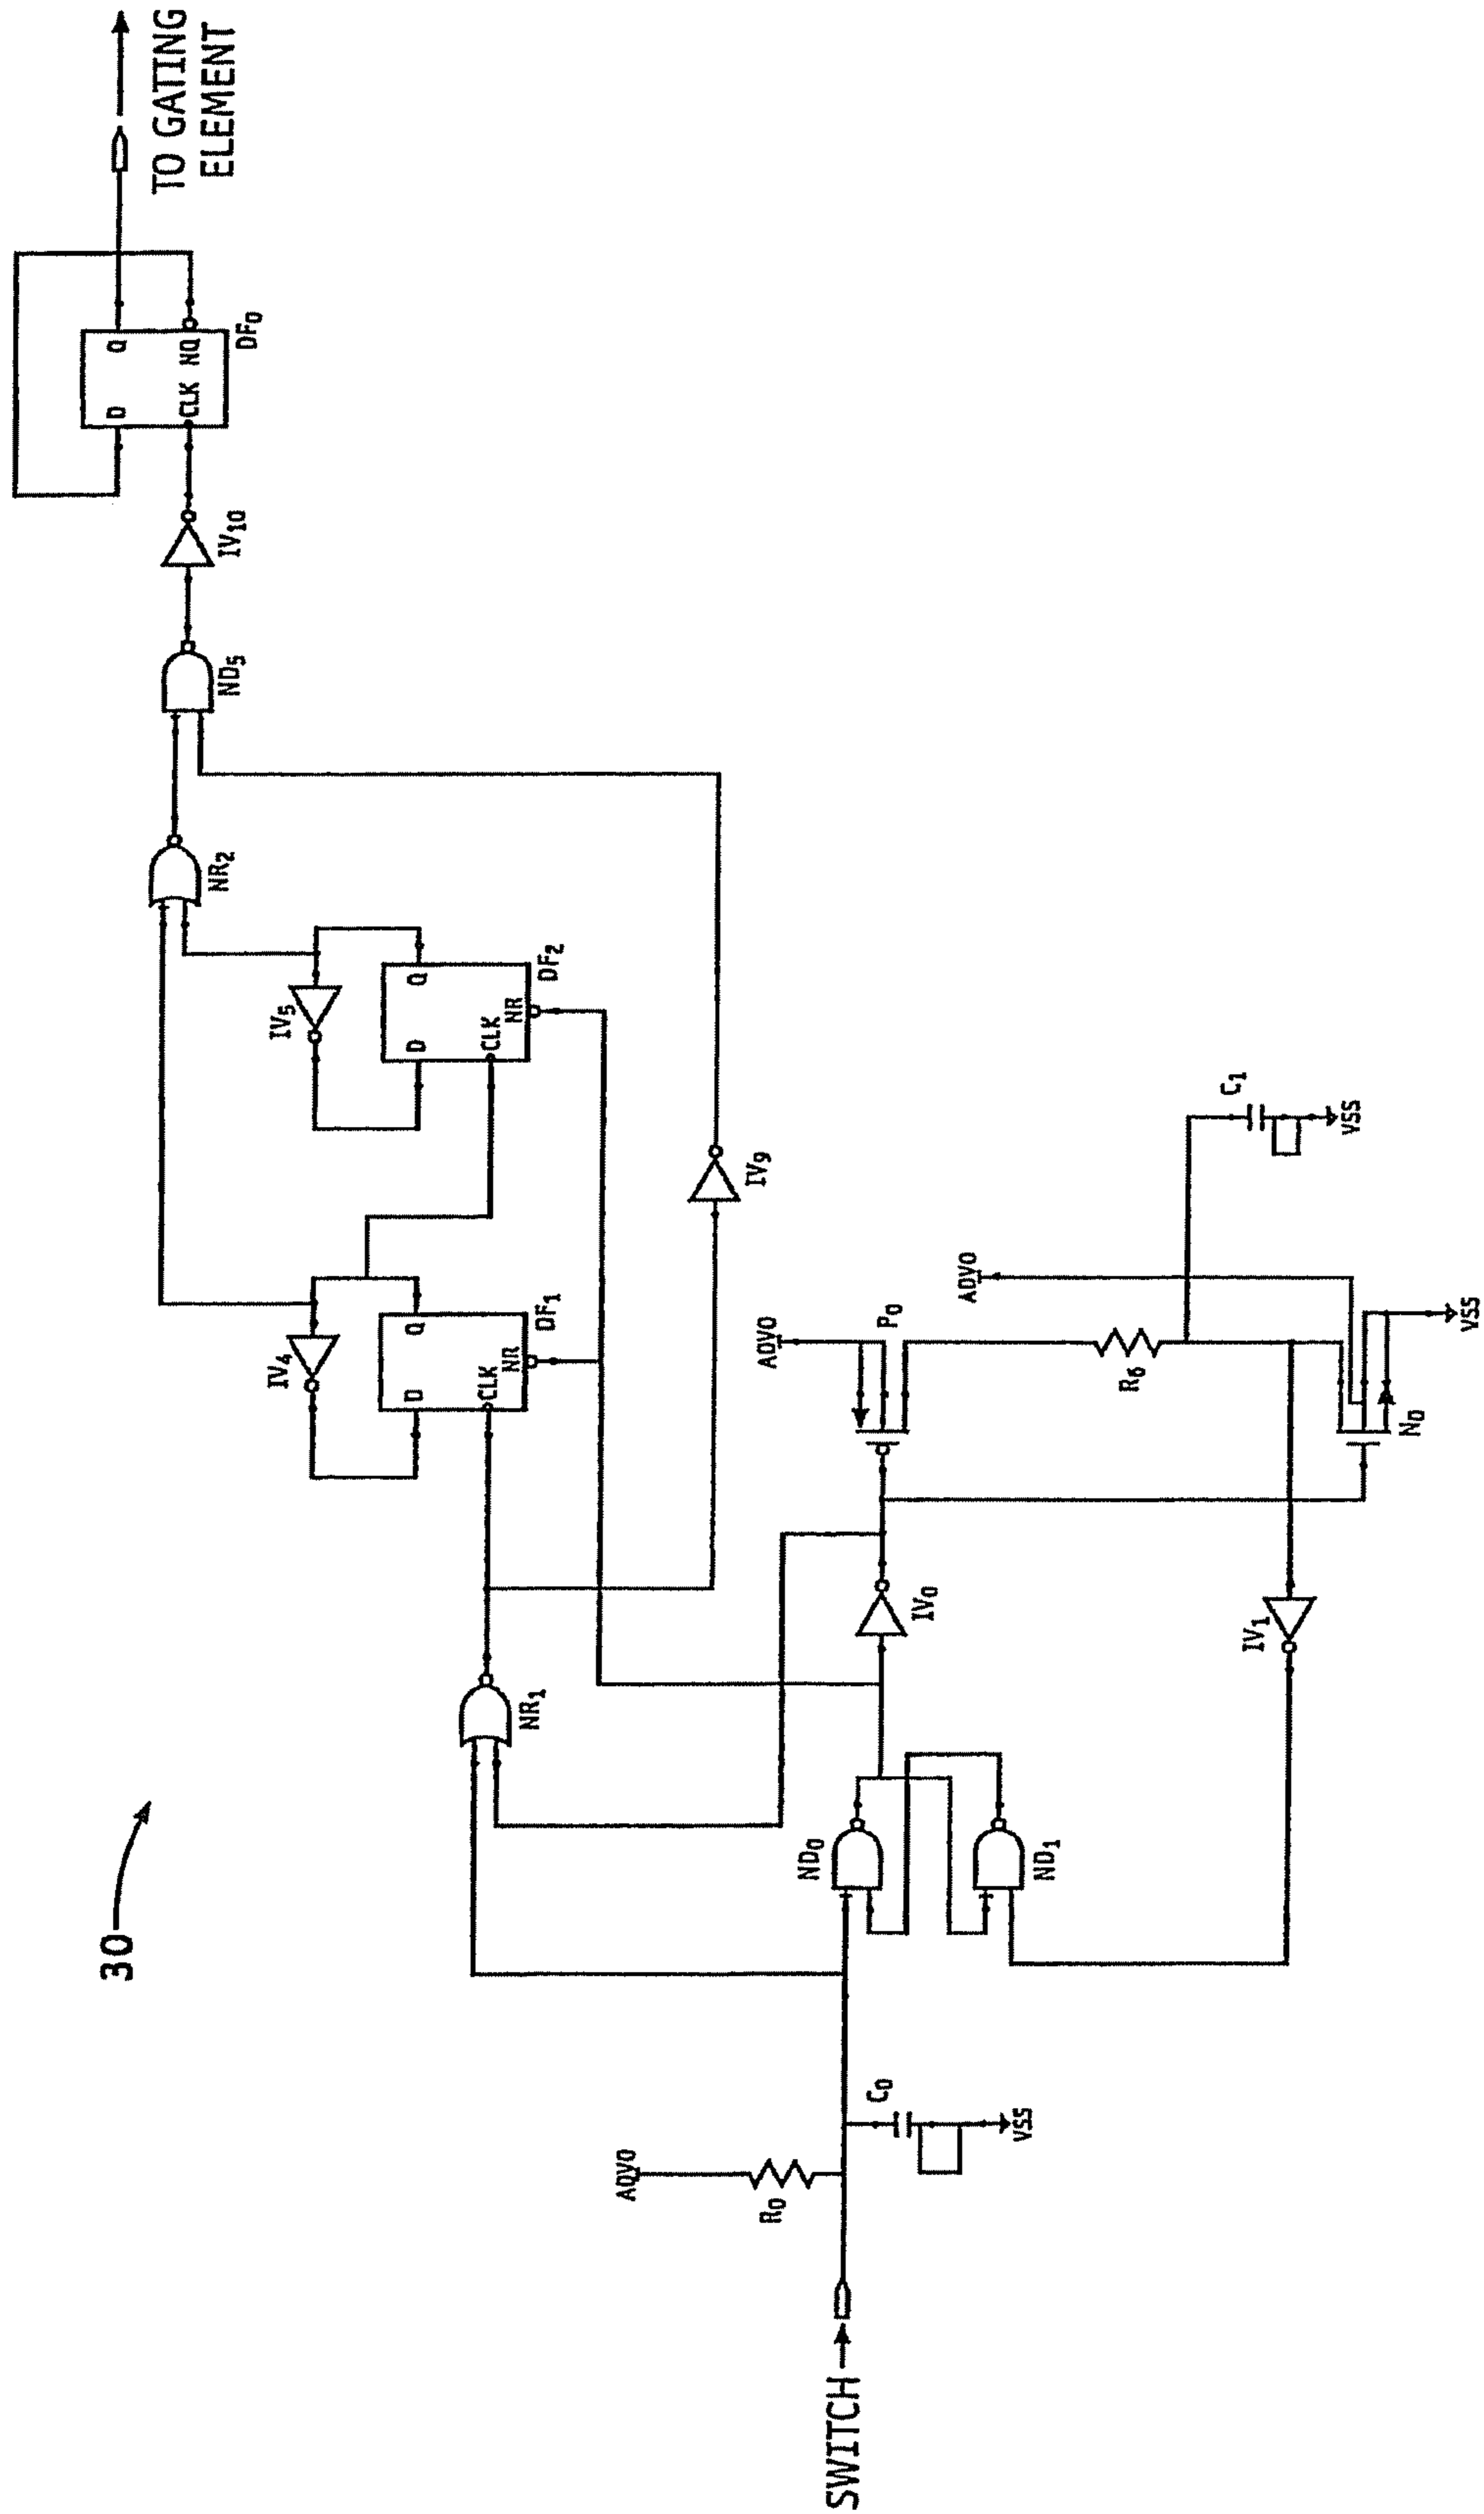 30
SWITCH
ADVO
R0
C0
VSS
ND0
ND1
NR1
IV0
IV1
ADVO
P0
R6
N0
VSS
ADVO
C1
VSS
IV4
D
Q
CLK
NR
DF1
IV9
IV5
D
Q
CLK
NR
DF2
NR2
ND5
IV10
D
Q
CLK NQ
DF0
TO GATING
ELEMENT